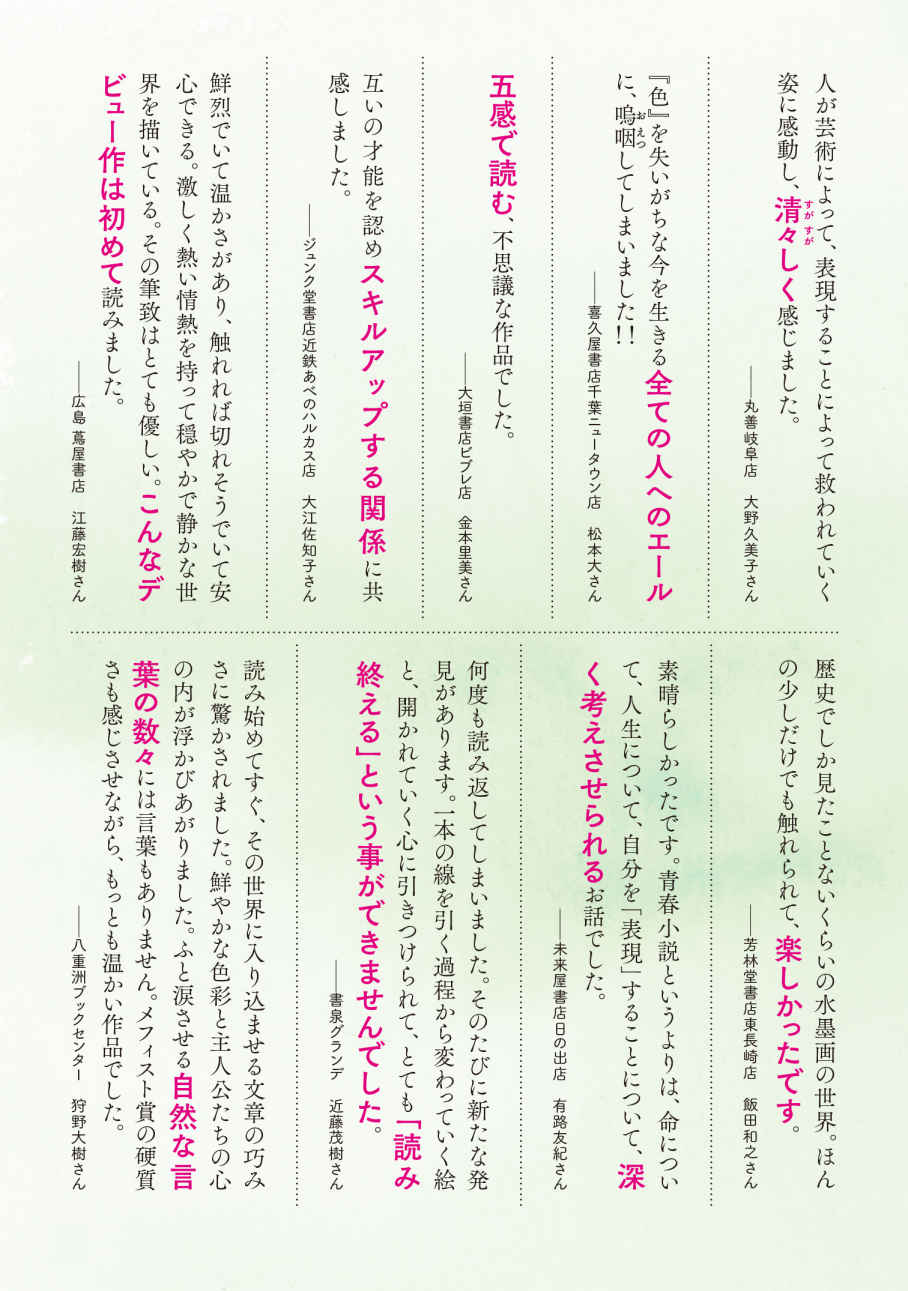 人が芸術によって、表現することによって救われていく
姿に感動し、清々しく感じました。
すがすが
――丸善岐阜店　大野久美子さん
『色』を失いがちな今を生きる全ての人へのエール
に、嗚咽してしまいました!!
おえつ
――喜久屋書店千葉ニュータウン店　松本大さん
五感で読む、不思議な作品でした。
――大垣書店ビブレ店　金本里美さん
互いの才能を認めスキルアップする関係に共
感しました。
――ジュンク堂書店近鉄あべのハルカス店　大江佐知子さん
鮮烈でいて温かさがあり、触れれば切れそうでいて安
心できる。激しく熱い情熱を持って穏やかで静かな世
界を描いている。その筆致はとても優しい。こんなデ
ビュー作は初めて読みました。
――広島 蔦屋書店　江藤宏樹さん
歴史でしか見たことないくらいの水墨画の世界。ほん
の少しだけでも触れられて、楽しかったです。
――芳林堂書店東長崎店　飯田和之さん
素晴らしかったです。青春小説というよりは、命につい
て、人生について、自分を「表現」することについて、深
く考えさせられるお話でした。
――未来屋書店日の出店　有路友紀さん
何度も読み返してしまいました。そのたびに新たな発
見があります。一本の線を引く過程から変わっていく絵
と、開かれていく心に引きつけられて、とても「読み
終える」という事ができませんでした。
――書泉グランデ　近藤茂樹さん
読み始めてすぐ、その世界に入り込ませる文章の巧み
さに驚かされました。鮮やかな色彩と主人公たちの心
の内が浮かびあがりました。ふと涙させる自然な言
葉の数々には言葉もありません。メフィスト賞の硬質
さも感じさせながら、もっとも温かい作品でした。
――八重洲ブックセンター　狩野大樹さん